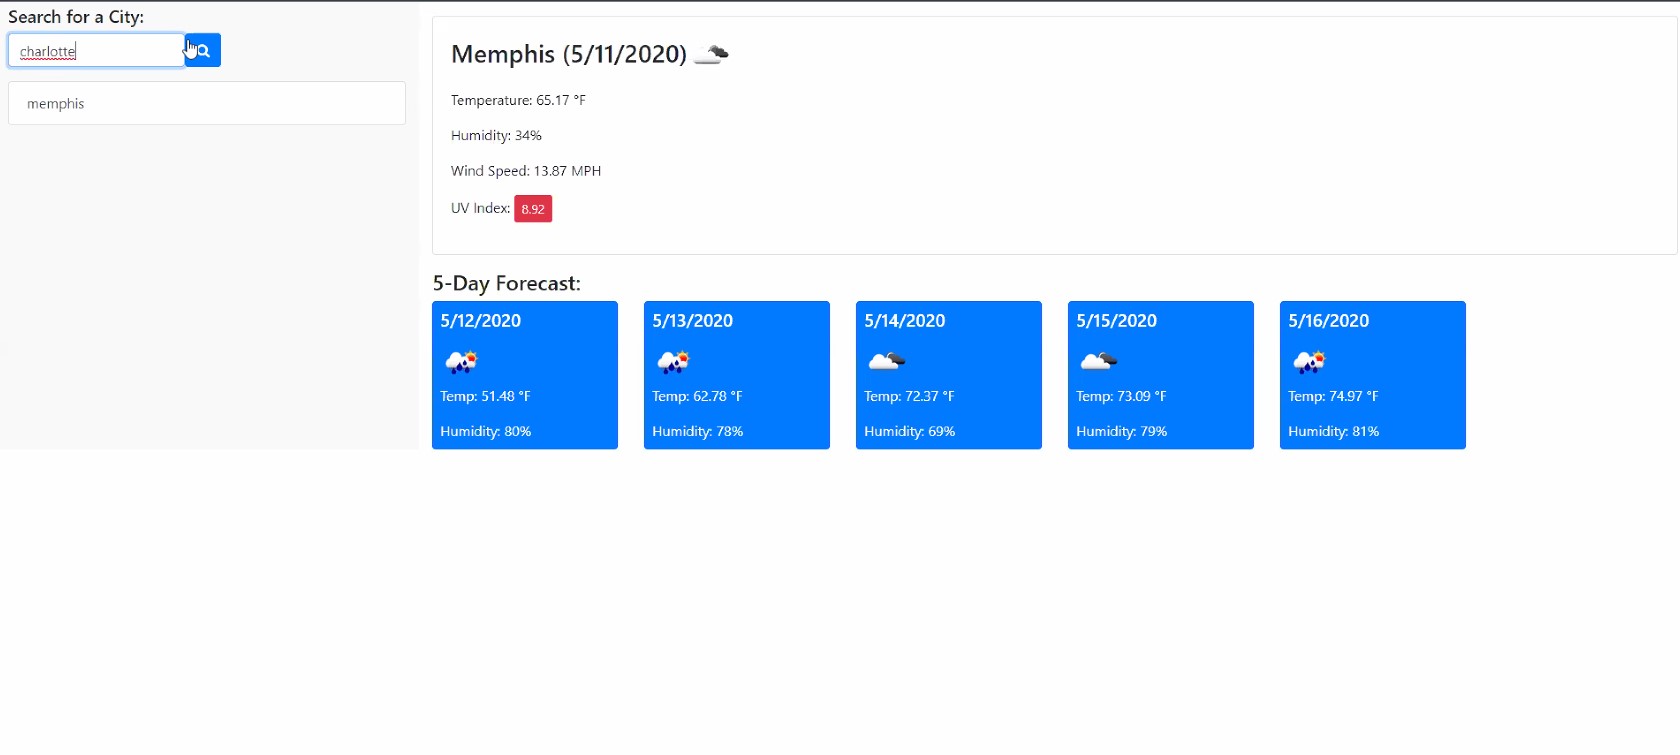 Search for a City:
charlotte
memphis
Memphis (5/11/2020)
Temperature: 65.17 °F
Humidity: 34%
Wind Speed: 13.87 MPH
UV Index: 8.92
5-Day Forecast:
5/12/2020
Temp: 51.48 °F
Humidity: 80%
5/13/2020
Temp: 62.78 °F
Humidity: 78%
5/14/2020
Temp: 72.37 °F
Humidity: 69%
5/15/2020
Temp: 73.09 °F
Humidity: 79%
5/16/2020
Temp: 74.97 °F
Humidity: 81%